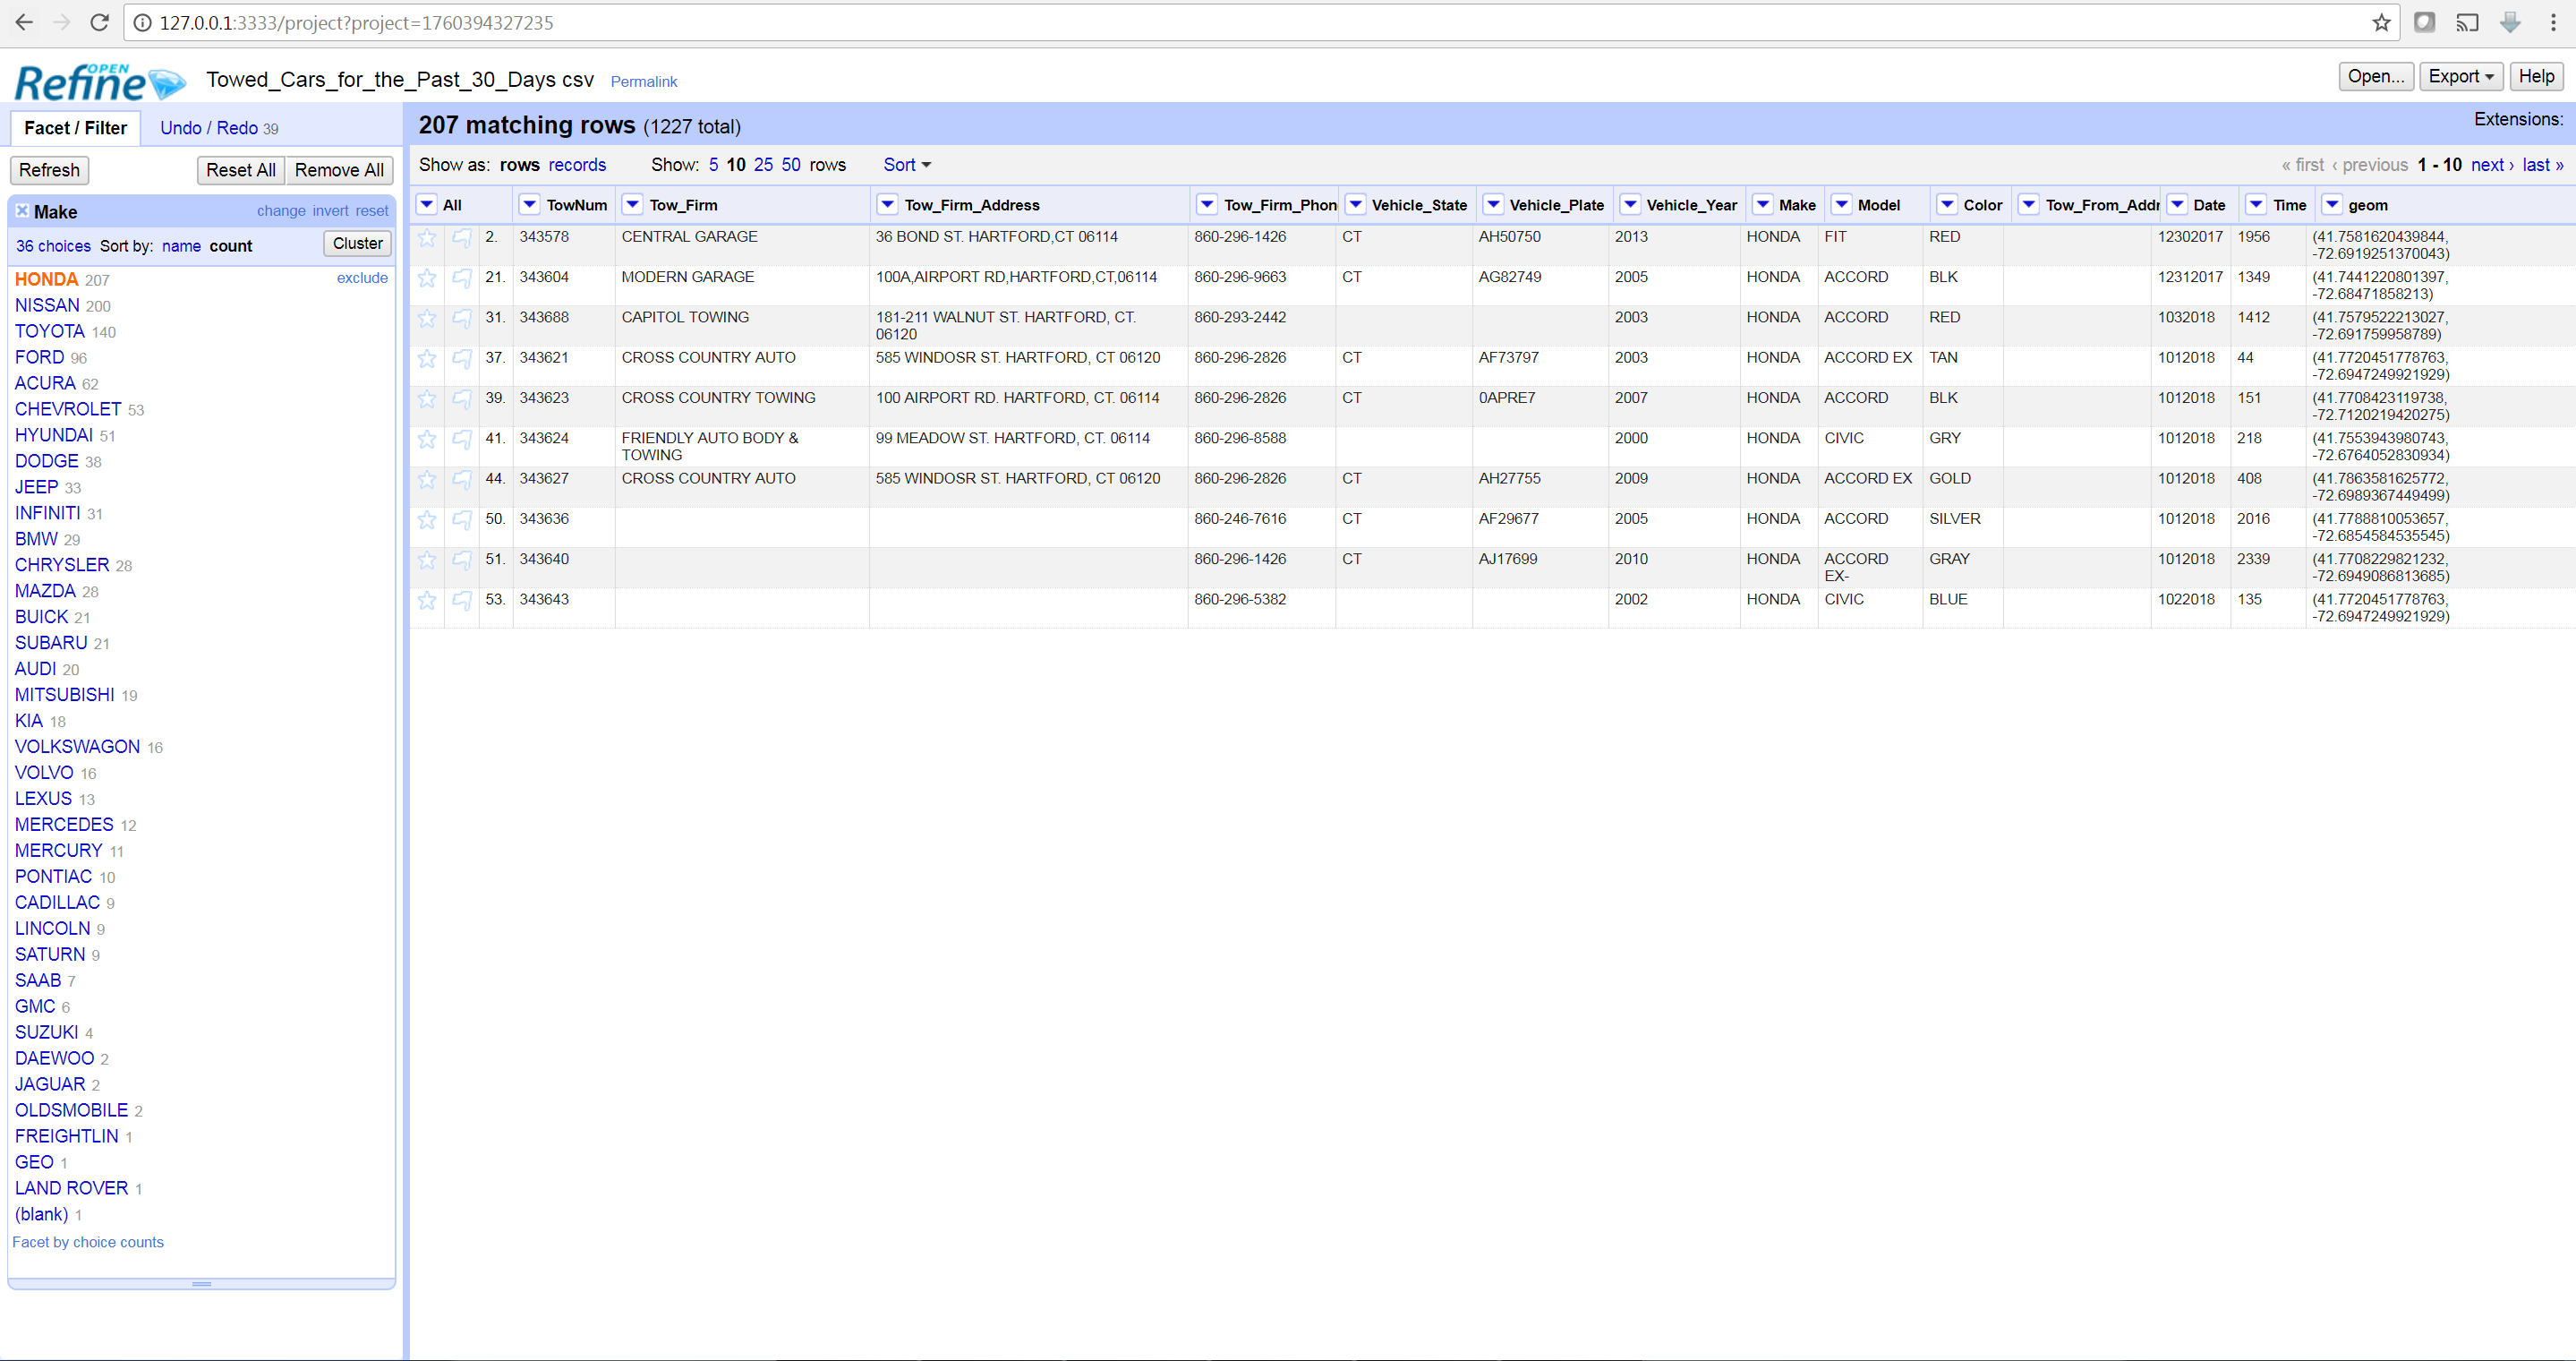 127.0.0.1:3333/project?project=1760394327235
OPEN Refine Towed_Cars_for_the_Past_30_Days csv Permalink Open... Export Help
Facet / Filter Undo / Redo 39 207 matching rows (1227 total) Extensions:
Refresh Reset All Remove All Show as: rows records Show: 5 10 25 50 rows Sort « first ‹ previous 1 - 10 next › last »
Make change invert reset
36 choices Sort by: name count Cluster
HONDA 207 exclude
NISSAN 200
TOYOTA 140
FORD 96
ACURA 62
CHEVROLET 53
HYUNDAI 51
DODGE 38
JEEP 33
INFINITI 31
BMW 29
CHRYSLER 28
MAZDA 28
BUICK 21
SUBARU 21
AUDI 20
MITSUBISHI 19
KIA 18
VOLKSWAGON 16
VOLVO 16
LEXUS 13
MERCEDES 12
MERCURY 11
PONTIAC 10
CADILLAC 9
LINCOLN 9
SATURN 9
SAAB 7
GMC 6
SUZUKI 4
DAEWOO 2
JAGUAR 2
OLDSMOBILE 2
FREIGHTLIN 1
GEO 1
LAND ROVER 1
(blank) 1
Facet by choice counts
All TowNum Tow_Firm Tow_Firm_Address Tow_Firm_Phon Vehicle_State Vehicle_Plate Vehicle_Year Make Model Color Tow_From_Addr Date Time geom
2. 343578 CENTRAL GARAGE 36 BOND ST. HARTFORD,CT 06114 860-296-1426 CT AH50750 2013 HONDA FIT RED 12302017 1956 (41.7581620439844,
-72.6919251370043)
21. 343604 MODERN GARAGE 100A,AIRPORT RD,HARTFORD,CT,06114 860-296-9663 CT AG82749 2005 HONDA ACCORD BLK 12312017 1349 (41.7441220801397,
-72.68471858213)
31. 343688 CAPITOL TOWING 181-211 WALNUT ST. HARTFORD, CT. 860-293-2442 2003 HONDA ACCORD RED 1032018 1412 (41.7579522213027,
06120 -72.691759958789)
37. 343621 CROSS COUNTRY AUTO 585 WINDOSR ST. HARTFORD, CT 06120 860-296-2826 CT AF73797 2003 HONDA ACCORD EX TAN 1012018 44 (41.7720451778763,
-72.6947249921929)
39. 343623 CROSS COUNTRY TOWING 100 AIRPORT RD. HARTFORD, CT. 06114 860-296-2826 CT 0APRE7 2007 HONDA ACCORD BLK 1012018 151 (41.7708423119738,
-72.7120219420275)
41. 343624 FRIENDLY AUTO BODY & 99 MEADOW ST. HARTFORD, CT. 06114 860-296-8588 2000 HONDA CIVIC GRY 1012018 218 (41.7553943980743,
TOWING -72.6764052830934)
44. 343627 CROSS COUNTRY AUTO 585 WINDOSR ST. HARTFORD, CT 06120 860-296-2826 CT AH27755 2009 HONDA ACCORD EX GOLD 1012018 408 (41.7863581625772,
-72.6989367449499)
50. 343636 860-246-7616 CT AF29677 2005 HONDA ACCORD SILVER 1012018 2016 (41.7788810053657,
-72.6854584535545)
51. 343640 860-296-1426 CT AJ17699 2010 HONDA ACCORD GRAY 1012018 2339 (41.7708229821232,
EX- -72.6949086813685)
53. 343643 860-296-5382 2002 HONDA CIVIC BLUE 1022018 135 (41.7720451778763,
-72.6947249921929)